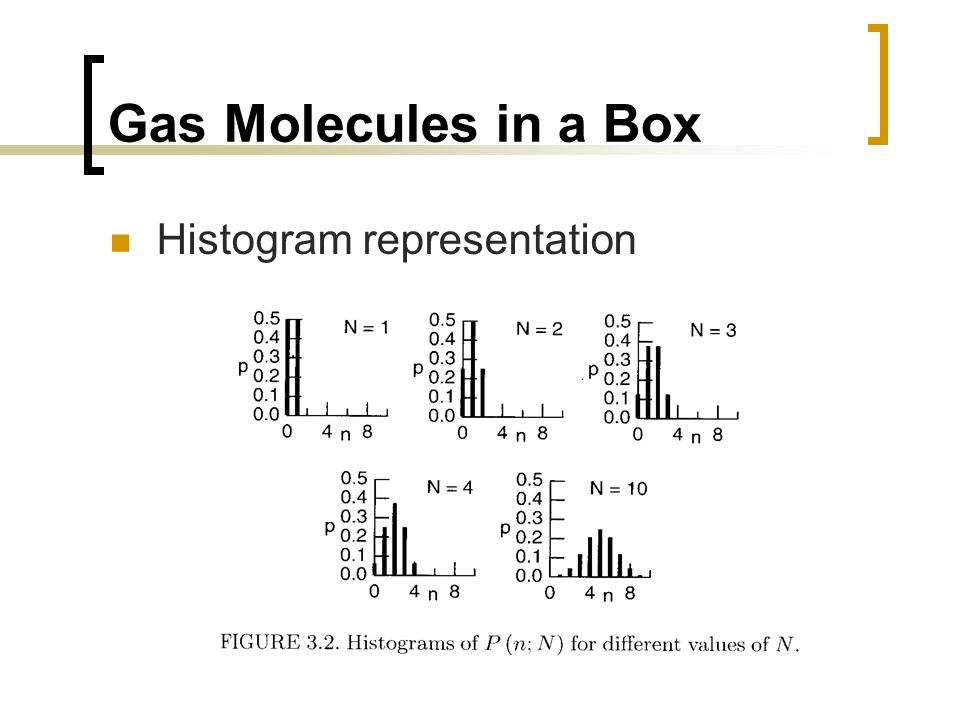 Gas Molecules in a Box
Histogram representation
0.5
0.4
0.3
0.2
0.1
0.0
p
N = 1
0 4 n 8
0.5
0.4
0.3
0.2
0.1
0.0
p
N = 2
0 4 n 8
0.5
0.4
0.3
0.2
0.1
0.0
p
N = 3
0 4 n 8
0.5
0.4
0.3
0.2
0.1
0.0
p
N = 4
0 4 n 8
0.5
0.4
0.3
0.2
0.1
0.0
p
N = 10
0 4 n 8
FIGURE 3.2. Histograms of P (n; N) for different values of N.